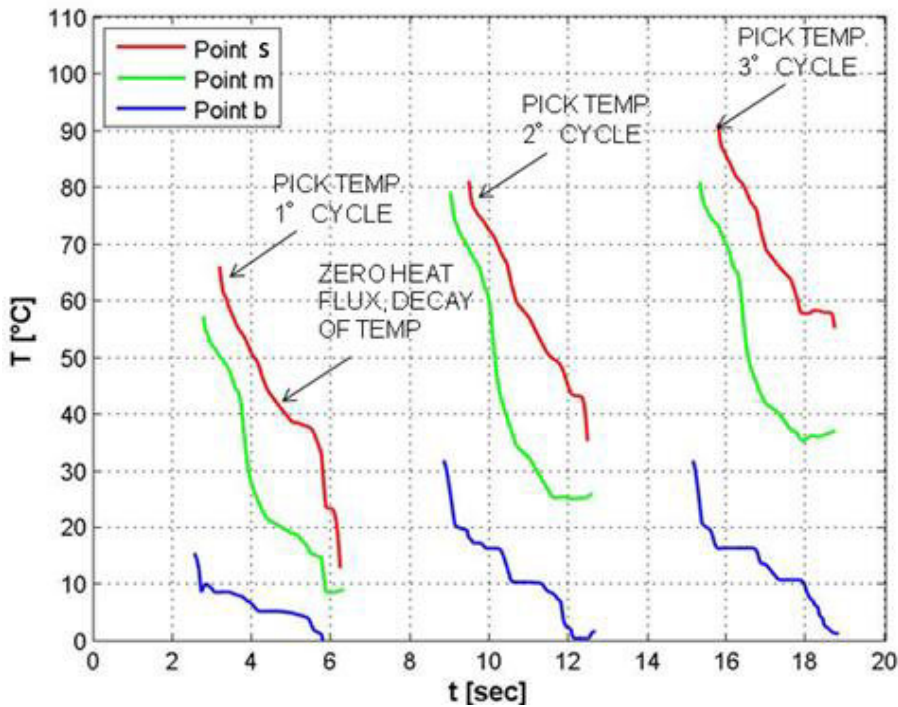 110
100
90
80
70
60
50
40
30
20
10
0
T [°C]
Point s
Point m
Point b
PICK TEMP.
1° CYCLE
ZERO HEAT
FLUX, DECAY
OF TEMP
PICK TEMP.
2° CYCLE
PICK TEMP.
3° CYCLE
0 2 4 6 8 10 12 14 16 18 20
t [sec]